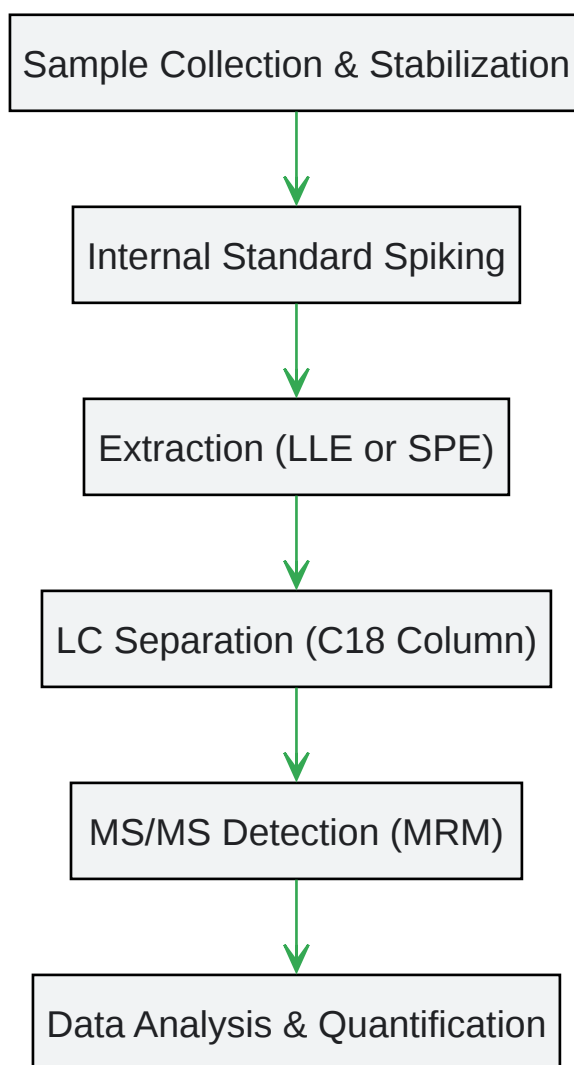 Sample Collection & Stabilization
Internal Standard Spiking
Extraction (LLE or SPE)
LC Separation (C18 Column)
MS/MS Detection (MRM)
Data Analysis & Quantification